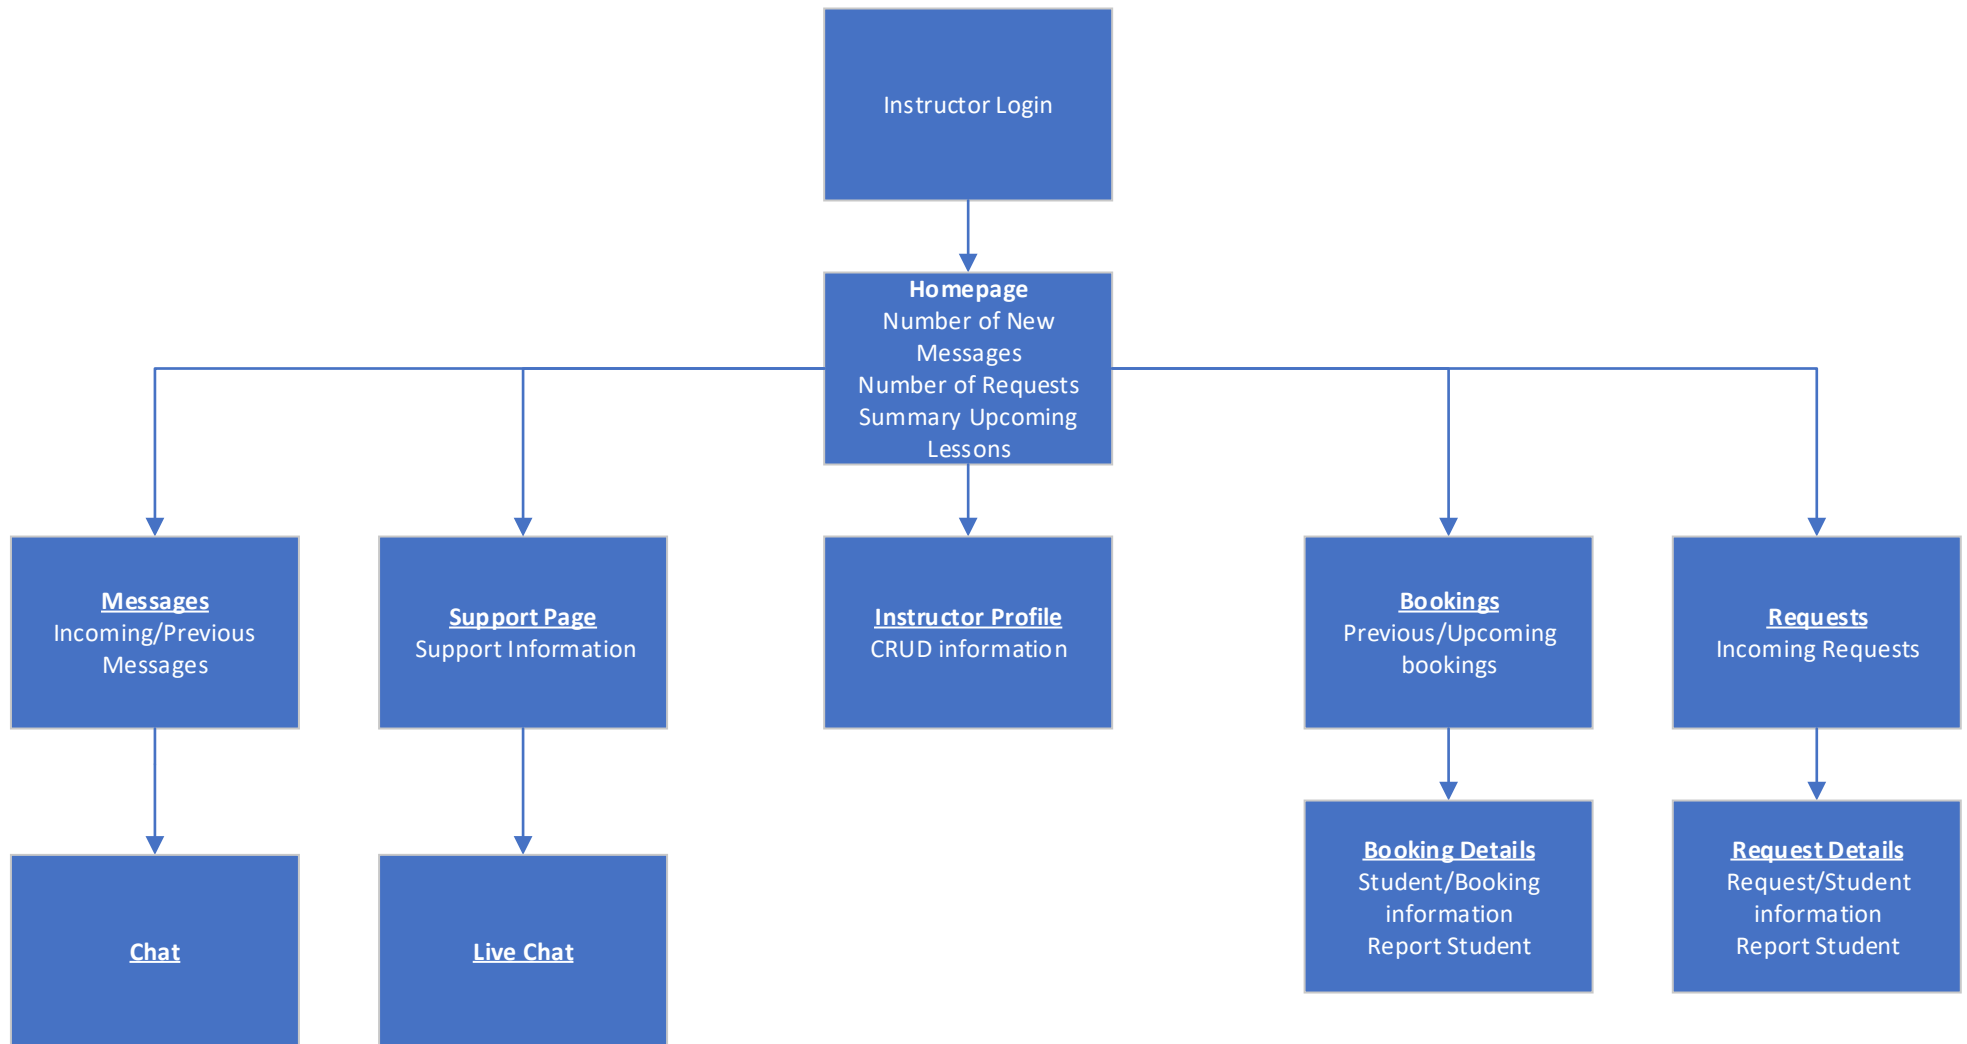 Instructor Login
Homepage
Number of New
Messages
Number of Requests
Summary Upcoming
Lessons
Messages
Incoming/Previous
Messages
Support Page
Support Information
Instructor Profile
CRUD information
Bookings
Previous/Upcoming
bookings
Requests
Incoming Requests
Chat
Live Chat
Booking Details
Student/Booking
information
Report Student
Request Details
Request/Student
information
Report Student